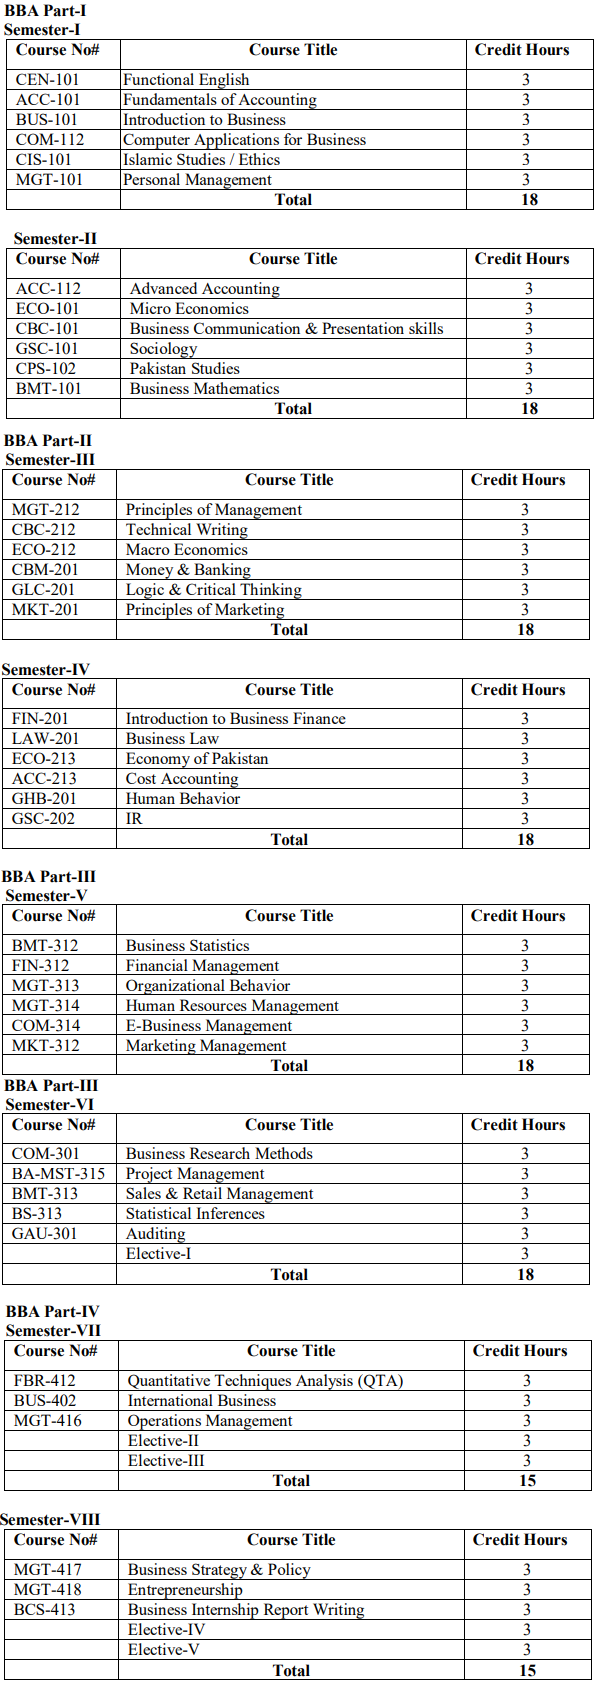 BBA Part-I
Semester-I
Course No# Course Title Credit Hours
CEN-101 Functional English 3
ACC-101 Fundamentals of Accounting 3
BUS-101 Introduction to Business 3
COM-112 Computer Applications for Business 3
CIS-101 Islamic Studies / Ethics 3
MGT-101 Personal Management 3
Total 18
Semester-II
Course No# Course Title Credit Hours
ACC-112 Advanced Accounting 3
ECO-101 Micro Economics 3
CBC-101 Business Communication & Presentation skills 3
GSC-101 Sociology 3
CPS-102 Pakistan Studies 3
BMT-101 Business Mathematics 3
Total 18
BBA Part-II
Semester-III
Course No# Course Title Credit Hours
MGT-212 Principles of Management 3
CBC-212 Technical Writing 3
ECO-212 Macro Economics 3
CBM-201 Money & Banking 3
GLC-201 Logic & Critical Thinking 3
MKT-201 Principles of Marketing 3
Total 18
Semester-IV
Course No# Course Title Credit Hours
FIN-201 Introduction to Business Finance 3
LAW-201 Business Law 3
ECO-213 Economy of Pakistan 3
ACC-213 Cost Accounting 3
GHB-201 Human Behavior 3
GSC-202 IR 3
Total 18
BBA Part-III
Semester-V
Course No# Course Title Credit Hours
BMT-312 Business Statistics 3
FIN-312 Financial Management 3
MGT-313 Organizational Behavior 3
MGT-314 Human Resources Management 3
COM-314 E-Business Management 3
MKT-312 Marketing Management 3
Total 18
BBA Part-III
Semester-VI
Course No# Course Title Credit Hours
COM-301 Business Research Methods 3
BA-MST-315 Project Management 3
BMT-313 Sales & Retail Management 3
BS-313 Statistical Inferences 3
GAU-301 Auditing 3
Elective-I 3
Total 18
BBA Part-IV
Semester-VII
Course No# Course Title Credit Hours
FBR-412 Quantitative Techniques Analysis (QTA) 3
BUS-402 International Business 3
MGT-416 Operations Management 3
Elective-II 3
Elective-III 3
Total 15
Semester-VIII
Course No# Course Title Credit Hours
MGT-417 Business Strategy & Policy 3
MGT-418 Entrepreneurship 3
BCS-413 Business Internship Report Writing 3
Elective-IV 3
Elective-V 3
Total 15